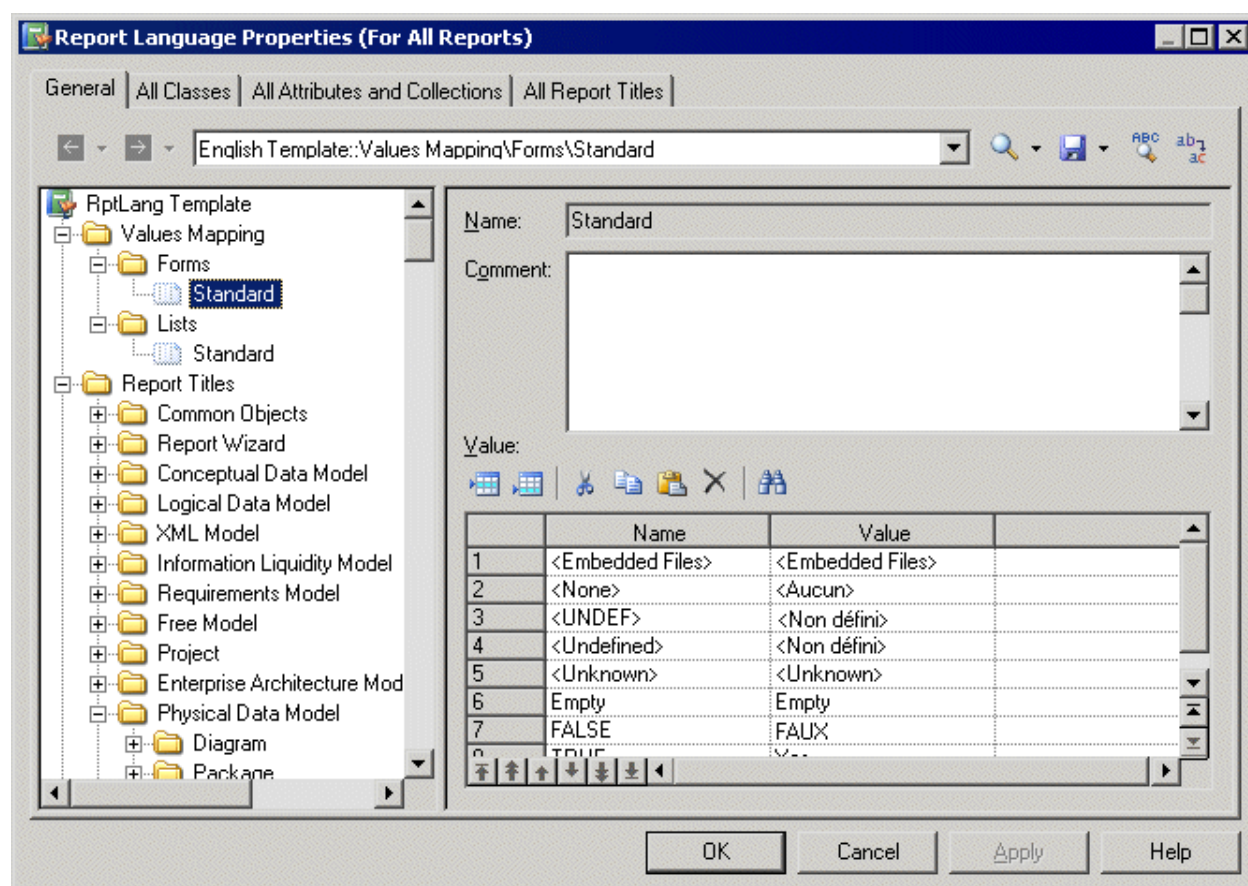 Report Language Properties (For All Reports)
General All Classes All Attributes and Collections All Report Titles
English Template::Values Mapping\Forms\Standard
RptLang Template
Values Mapping
Forms
Standard
Lists
Standard
Report Titles
Common Objects
Report Wizard
Conceptual Data Model
Logical Data Model
XML Model
Information Liquidity Model
Requirements Model
Free Model
Project
Enterprise Architecture Mod
Physical Data Model
Diagram
Package
Name: Standard
Comment:
Value:
Name Value
1 <Embedded Files> <Embedded Files>
2 <None> <Aucun>
3 <UNDEF> <Non défini>
4 <Undefined> <Non défini>
5 <Unknown> <Unknown>
6 Empty Empty
7 FALSE FAUX
TRUE
OK Cancel Apply Help